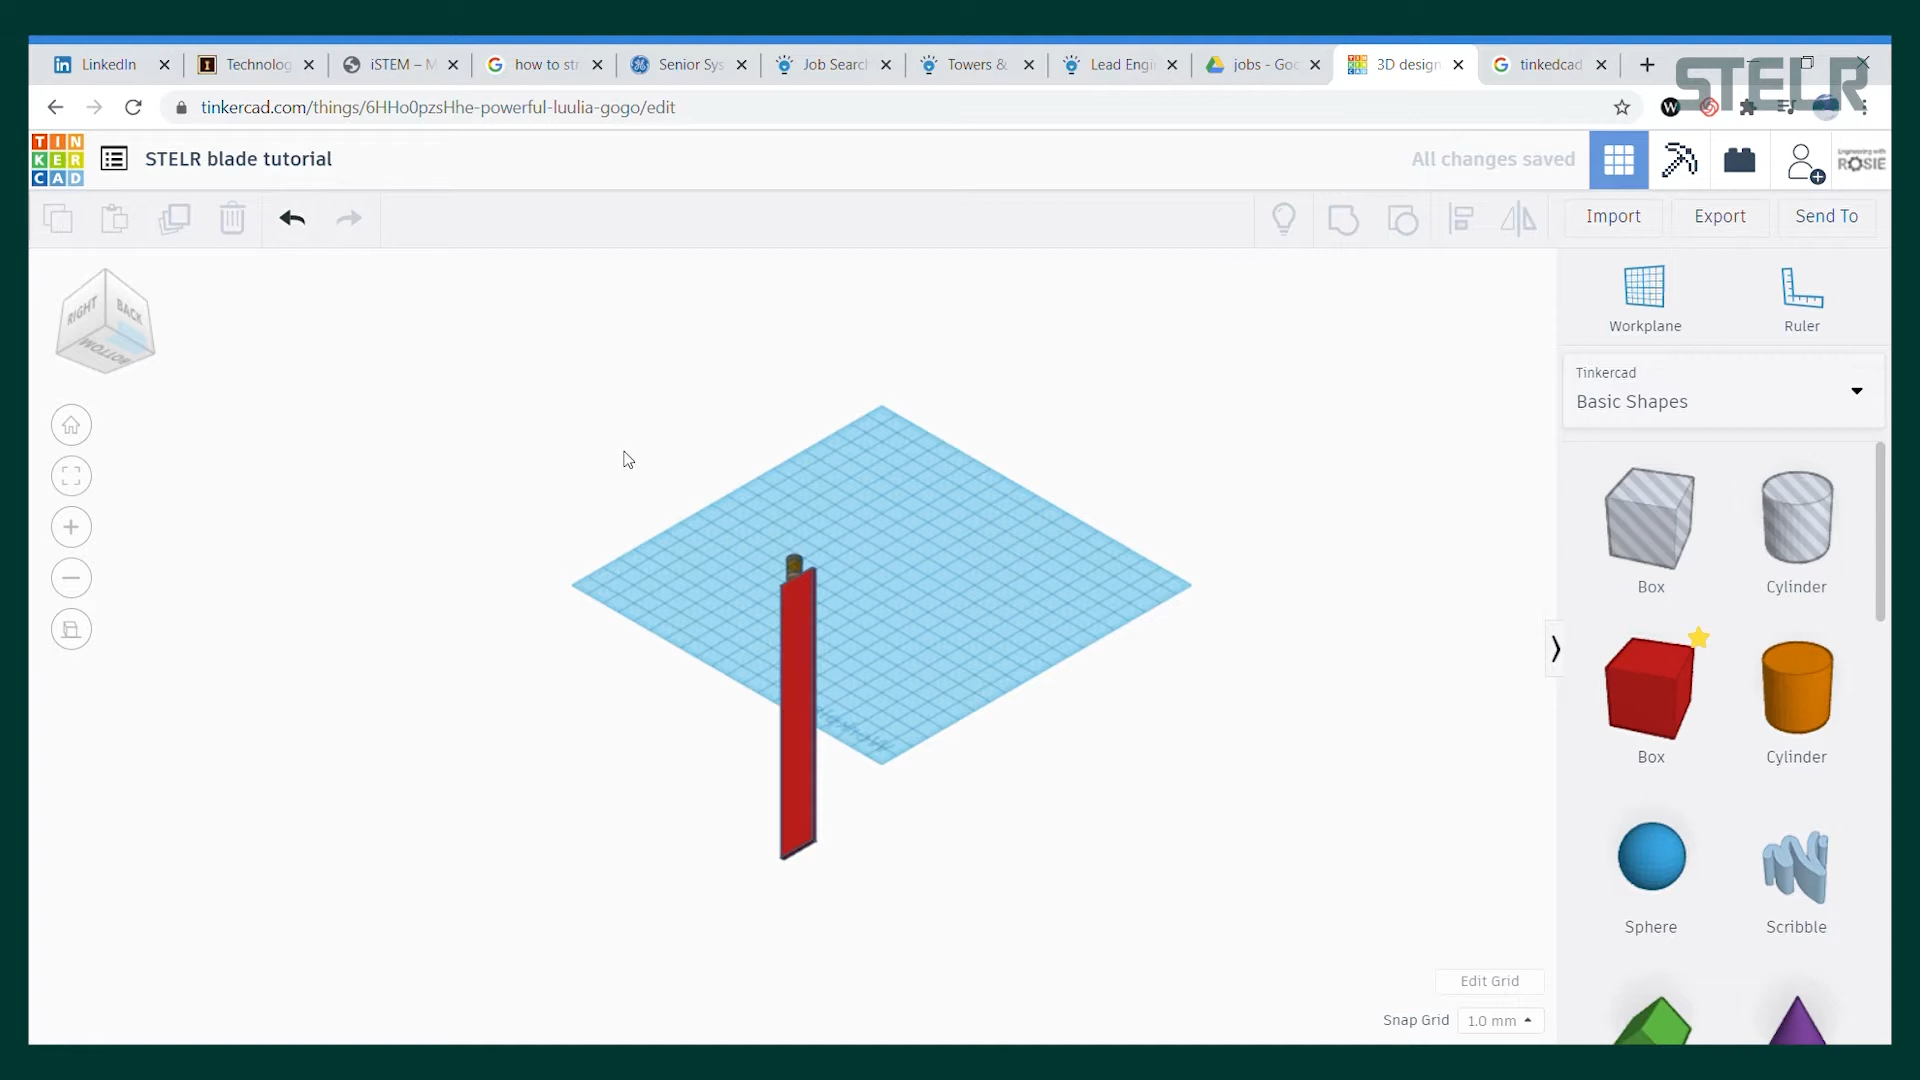 LinkedIn
Technolog
iSTEM – M
how to str
Senior Sys
Job Search
Towers &
Lead Engi
jobs - Goo
3D design
tinkedcad
STELR
tinkercad.com/things/6HHo0pzsHhe-powerful-luulia-gogo/edit
TIN
KER
CAD
STELR blade tutorial
All changes saved
Engineering with
ROSIE
Import
Export
Send To
RIGHT
BACK
BOTTOM
Workplane
Ruler
Tinkercad
Basic Shapes
Box
Cylinder
Box
Cylinder
Sphere
Scribble
Edit Grid
Snap Grid
1.0 mm